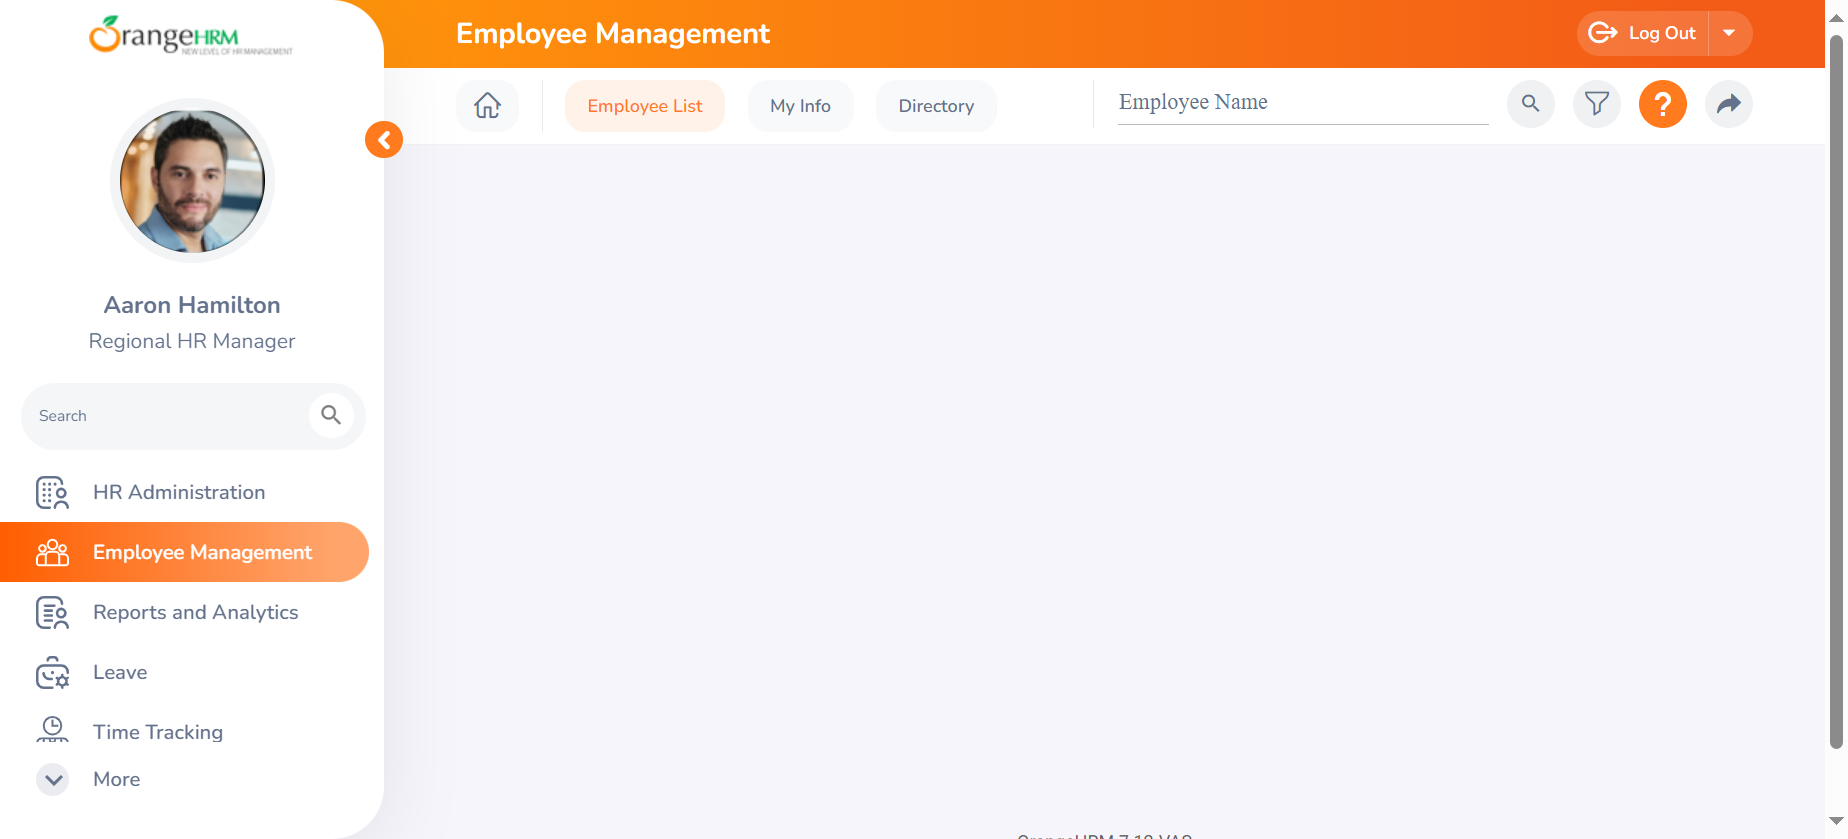 OrangeHRM
NEW LEVEL OF HR MANAGEMENT
Employee Management
Log Out
Employee List
My Info
Directory
Employee Name
?
Aaron Hamilton
Regional HR Manager
Search
HR Administration
Employee Management
Reports and Analytics
Leave
Time Tracking
More